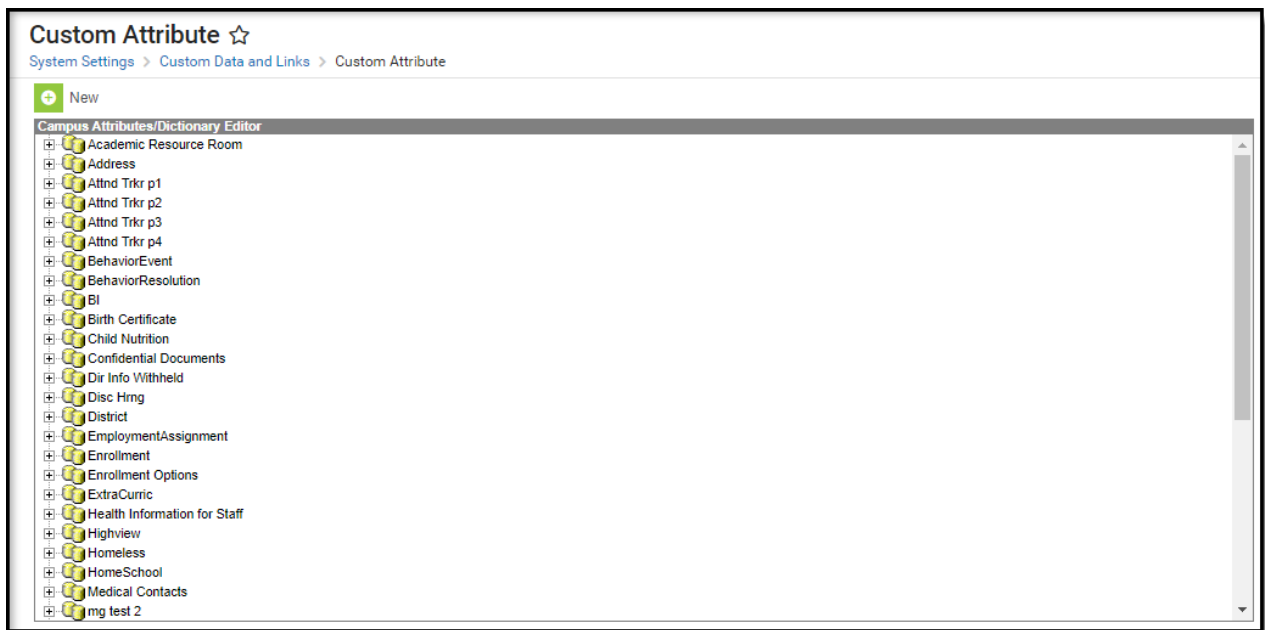 Custom Attribute
System Settings > Custom Data and Links > Custom Attribute
New
Campus Attributes/Dictionary Editor
Academic Resource Room
Address
Attnd Trkr p1
Attnd Trkr p2
Attnd Trkr p3
Attnd Trkr p4
BehaviorEvent
BehaviorResolution
BI
Birth Certificate
Child Nutrition
Confidential Documents
Dir Info Withheld
Disc Hrng
District
EmploymentAssignment
Enrollment
Enrollment Options
ExtraCurric
Health Information for Staff
Highview
Homeless
HomeSchool
Medical Contacts
mg test 2